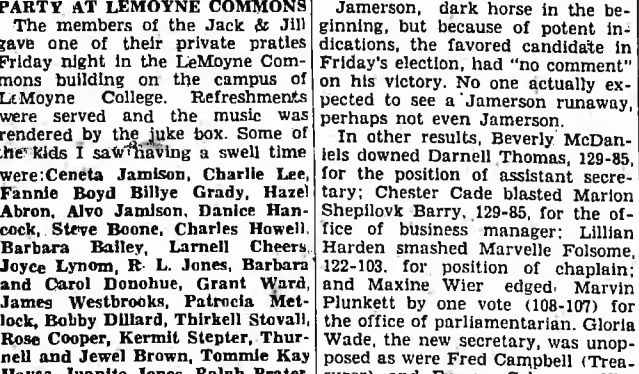 PARTY AT LEMOYNE COMMONS
The members of the Jack & Jill
gave one of their private praties
Friday night in the LeMoyne Com-
mons building on the campus of
LeMoyne College. Refreshments
were served and the music was
rendered by the juke box. Some of
the kids I saw having a swell time
were: Ceneta Jamison, Charlie Lee,
Fannie Boyd Billye Grady, Hazel
Abron, Alvo Jamison, Danice Han-
cock, Steve Boone, Charles Howell,
Barbara Bailey, Larnell Cheers,
Joyce Lynom, R. L. Jones, Barbara
and Carol Donohue, Grant Ward,
James Westbrooks, Patrocia Met-
lock, Bobby Dillard, Thirkell Stovall,
Rose Cooper, Kermit Stepter, Thur-
nell and Jewel Brown, Tommie Kay
Hayes, Juanita Jones, Ralph Prater,
Jamerson, dark horse in the be-
ginning, but because of potent in-
dications, the favored candidate in
Friday's election, had "no comment"
on his victory. No one actually ex-
pected to see a Jamerson runaway,
perhaps not even Jamerson.
In other results, Beverly McDan-
iels downed Darnell Thomas, 129-85,
for the position of assistant secre-
tary; Chester Cade blasted Marion
Shepilovk Barry, 129-85, for the of-
fice of business manager; Lillian
Harden smashed Marvelle Folsome,
122-103. for position of chaplain;
and Maxine Wier edged Marvin
Plunkett by one vote (108-107) for
the office of parliamentarian. Gloria
Wade, the new secretary, was unop-
posed as were Fred Campbell (Trea-